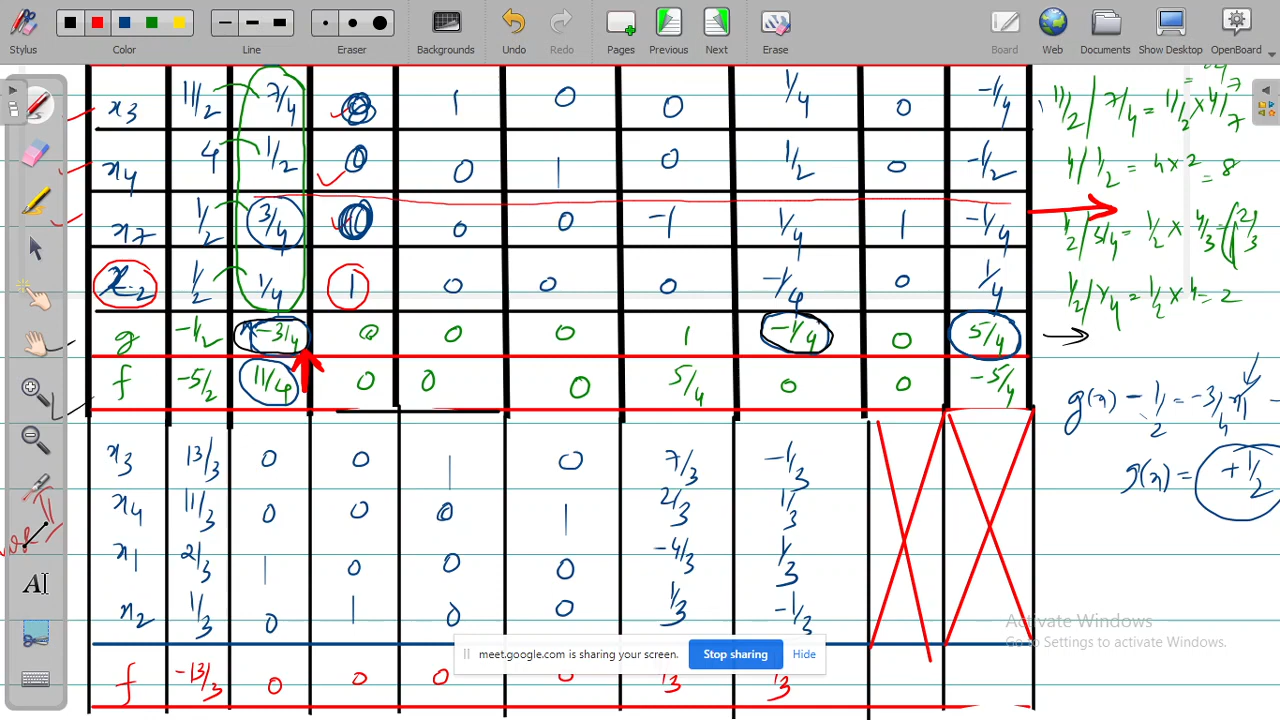 Stylus Color Line Eraser Backgrounds Undo Redo Pages Previous Next Erase Board Web Documents Show Desktop OpenBoard
x3 11/2 7/4 0 1 0 0 1/4 0 -1/4
x4 4 1/2 0 0 1 0 1/2 0 -1/2
x7 1/2 3/4 0 0 0 -1 1/4 1 -1/4
x2 1/2 1/4 1 0 0 0 -1/4 0 1/4
g -1/2 -3/4 0 0 0 1 -1/4 0 5/4
f -5/2 11/4 0 0 0 5/4 0 0 -5/4
x3 13/3 0 0 1 0 7/3 -1/3
x4 11/3 0 0 0 1 2/3 1/3
x1 2/3 1 0 0 0 -4/3 1/3
x2 1/3 0 1 0 0 1/3 -1/3
f -13/3 0 0 0 0 /3 /3
11/2 / 7/4 = 11/2 × 4/7
4 / 1/2 = 4 × 2
= 8
1/2 / 3/4 = 1/2 × 4/3 = 2/3
1/2 / 1/4 = 1/2 × 4 = 2
g(x) - 1/2 = -3/4 x1 -
g(x) = +1/2
A
Activate Windows
Go to Settings to activate Windows.
meet.google.com is sharing your screen. Stop sharing Hide